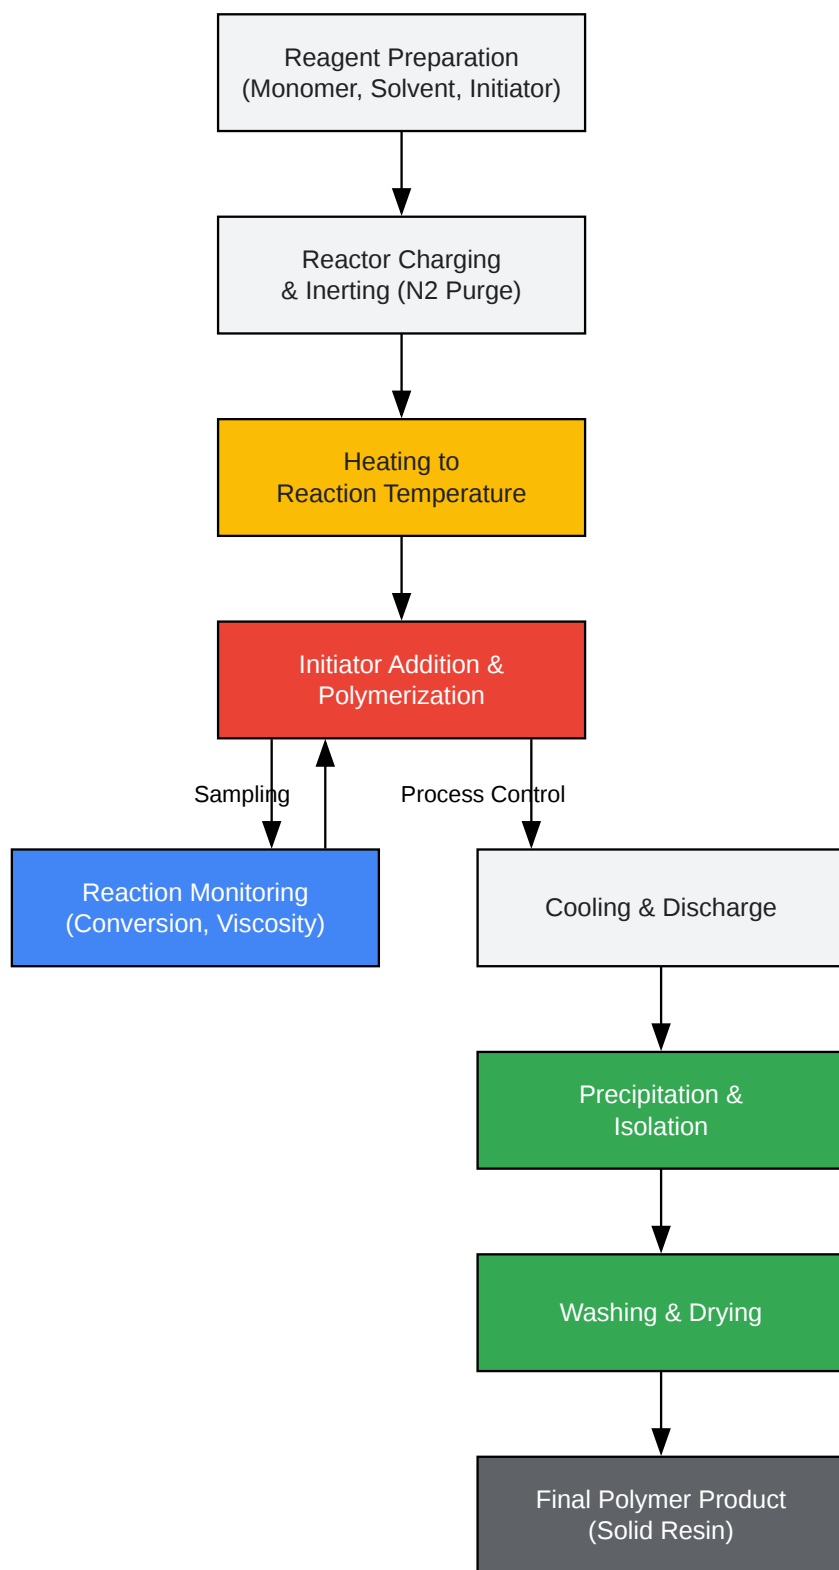 Reagent Preparation
(Monomer, Solvent, Initiator)
Reactor Charging
& Inerting (N2 Purge)
Heating to
Reaction Temperature
Initiator Addition &
Polymerization
Sampling
Process Control
Reaction Monitoring
(Conversion, Viscosity)
Cooling & Discharge
Precipitation &
Isolation
Washing & Drying
Final Polymer Product
(Solid Resin)